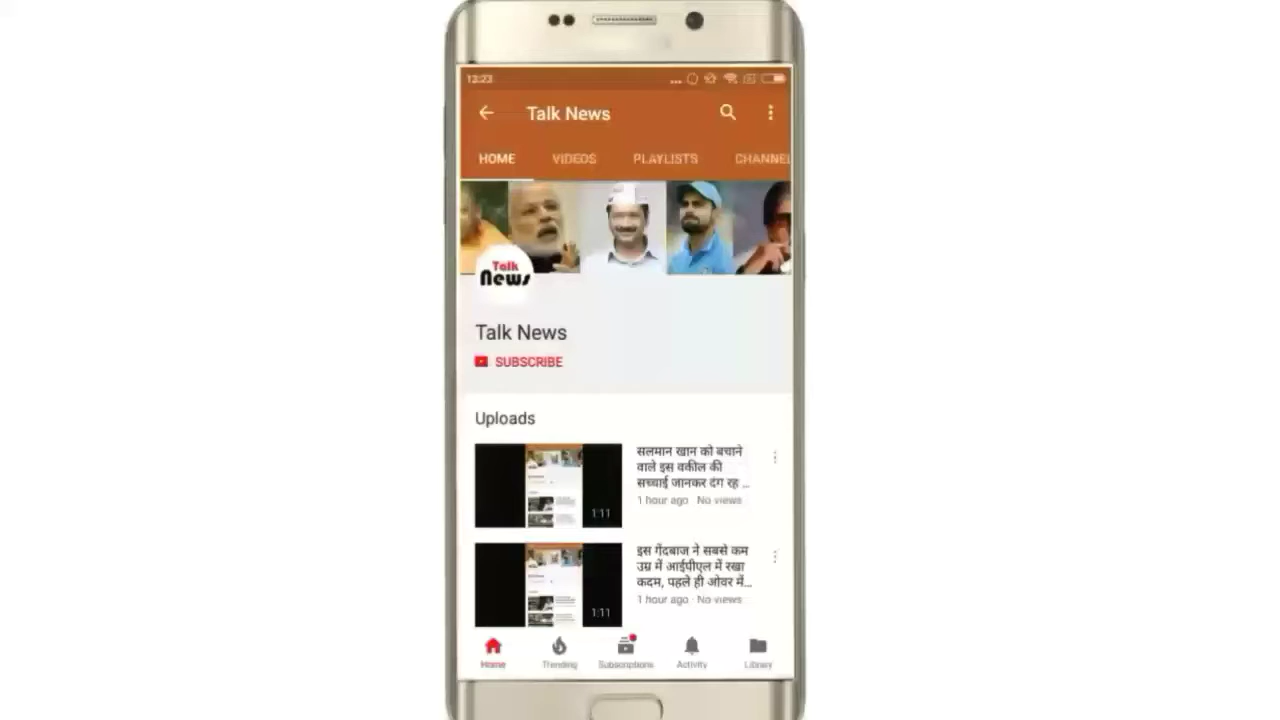 12:23
Talk News
HOME VIDEOS PLAYLISTS CHANNEL
Talk
News
Talk News
SUBSCRIBE
Uploads
सलमान खान को बचाने
वाले इस वकील की
सच्चाई जानकर दंग रह ...
1 hour ago · No views
1:11
इस गेंदबाज ने सबसे कम
उम्र में आईपीएल में रखा
कदम, पहले ही ओवर में...
1 hour ago · No views
1:11
Home Trending Subscriptions Activity Library